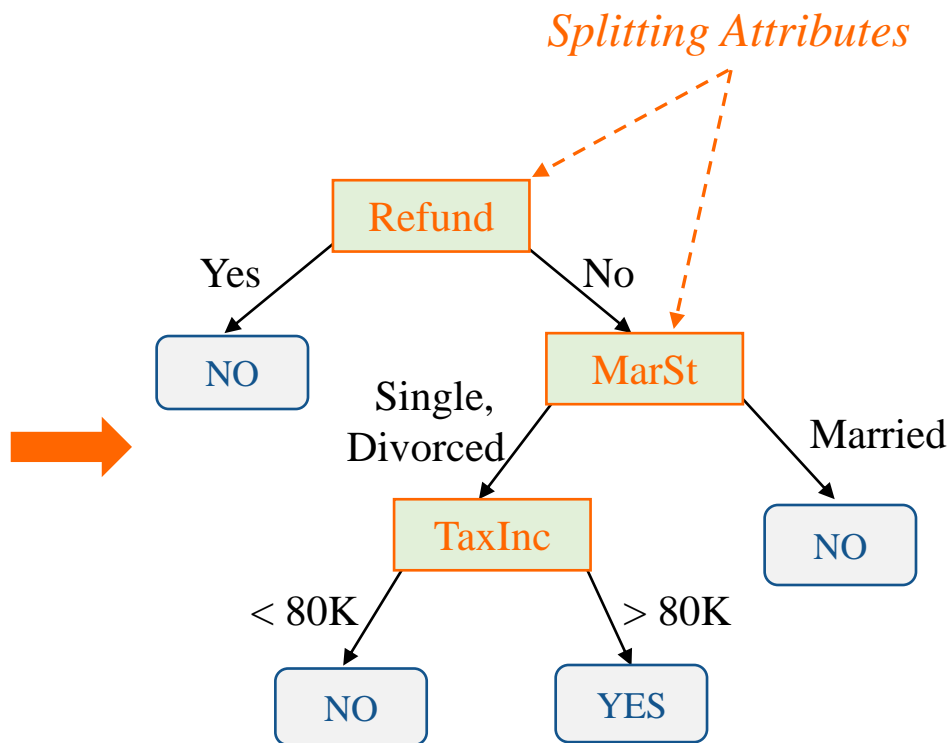 Splitting Attributes
Refund
Yes
No
NO
MarSt
Single,
Divorced
Married
TaxInc
NO
< 80K
> 80K
NO
YES